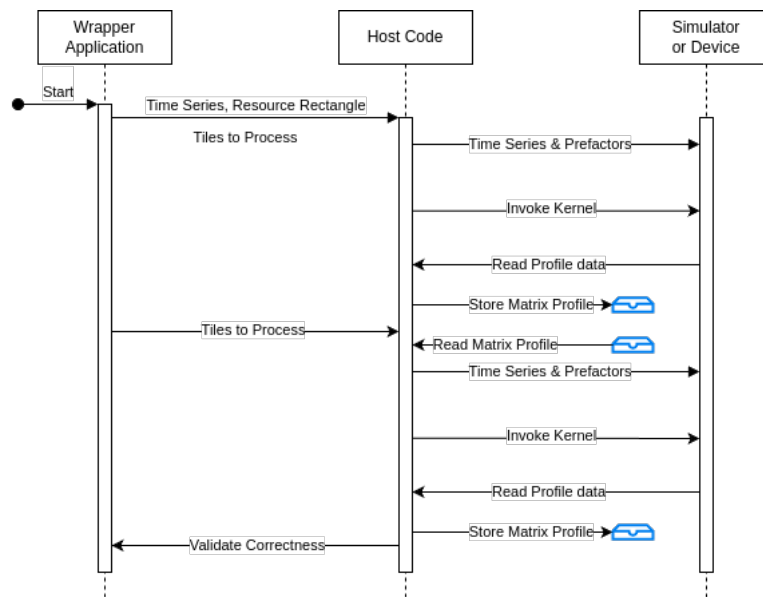 Wrapper
Application
Host Code
Simulator
or Device
Start
Time Series, Resource Rectangle
Tiles to Process
Time Series & Prefactors
Invoke Kernel
Read Profile data
Store Matrix Profile
Tiles to Process
Read Matrix Profile
Time Series & Prefactors
Invoke Kernel
Read Profile data
Store Matrix Profile
Validate Correctness